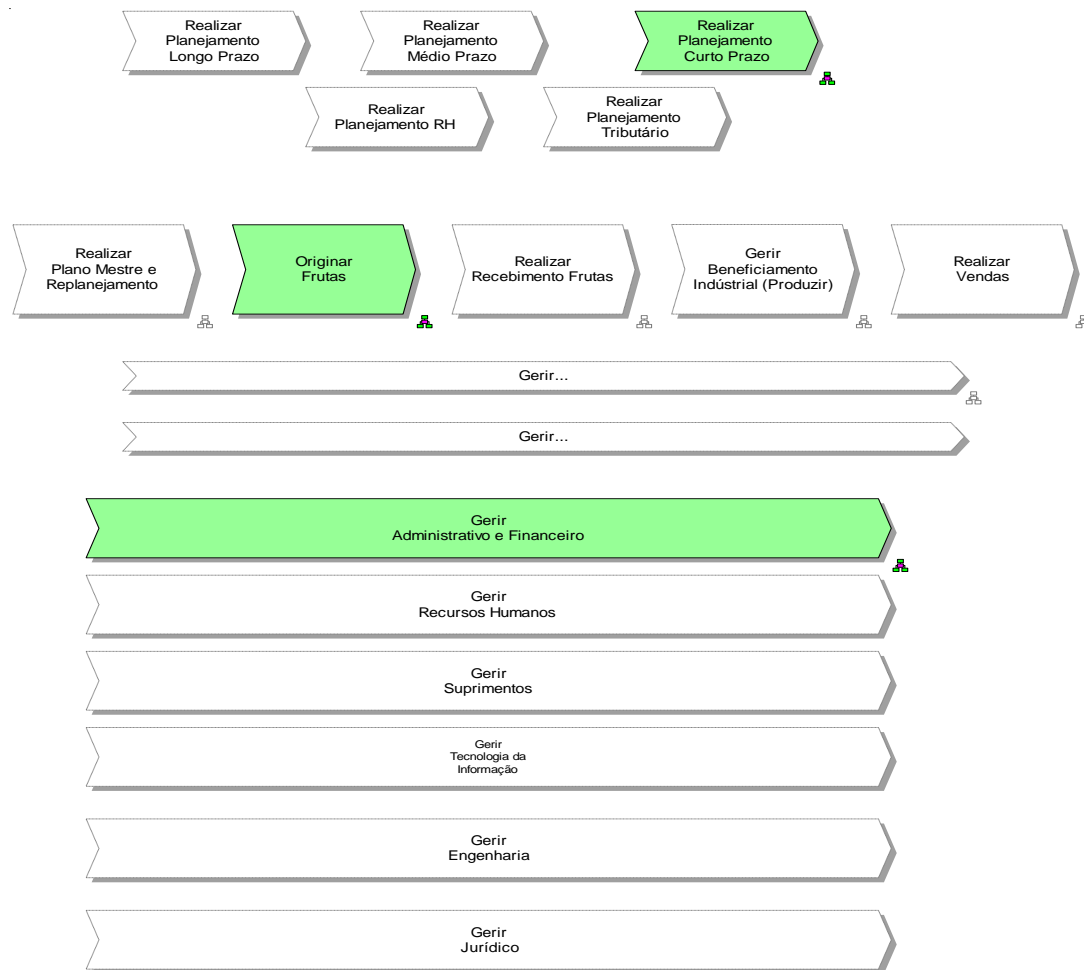 Realizar
Planejamento
Longo Prazo
Realizar
Planejamento
Médio Prazo
Realizar
Planejamento
Curto Prazo
Realizar
Planejamento RH
Realizar
Planejamento
Tributário
Realizar
Plano Mestre e
Replanejamento
Originar
Frutas
Realizar
Recebimento Frutas
Gerir
Beneficiamento
Indústrial (Produzir)
Realizar
Vendas
Gerir...
Gerir...
Gerir
Administrativo e Financeiro
Gerir
Recursos Humanos
Gerir
Suprimentos
Gerir
Tecnologia da
Informação
Gerir
Engenharia
Gerir
Jurídico